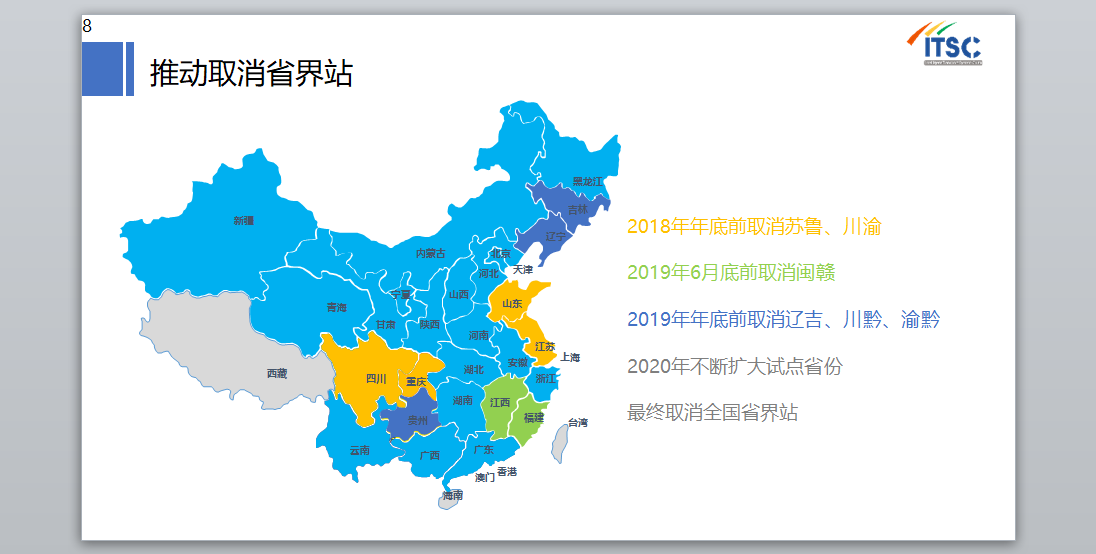 8
ITSC
推动取消省界站
黑龙江
吉林
新疆
辽宁
内蒙古
北京
天津
河北
宁夏
山西
山东
青海
甘肃
陕西
河南
江苏
上海
安徽
西藏
四川
重庆
湖北
浙江
湖南
江西
贵州
福建
台湾
云南
广西
广东
香港
澳门
海南
2018年年底前取消苏鲁、川渝
2019年6月底前取消闽赣
2019年年底前取消辽吉、川黔、渝黔
2020年不断扩大试点省份
最终取消全国省界站